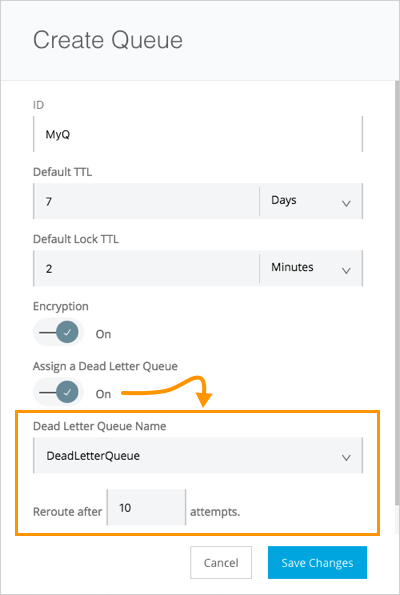 Create Queue
ID
MyQ
Default TTL
7 Days
Default Lock TTL
2 Minutes
Encryption
On
Assign a Dead Letter Queue
On
Dead Letter Queue Name
DeadLetterQueue
Reroute after 10 attempts.
Cancel Save Changes